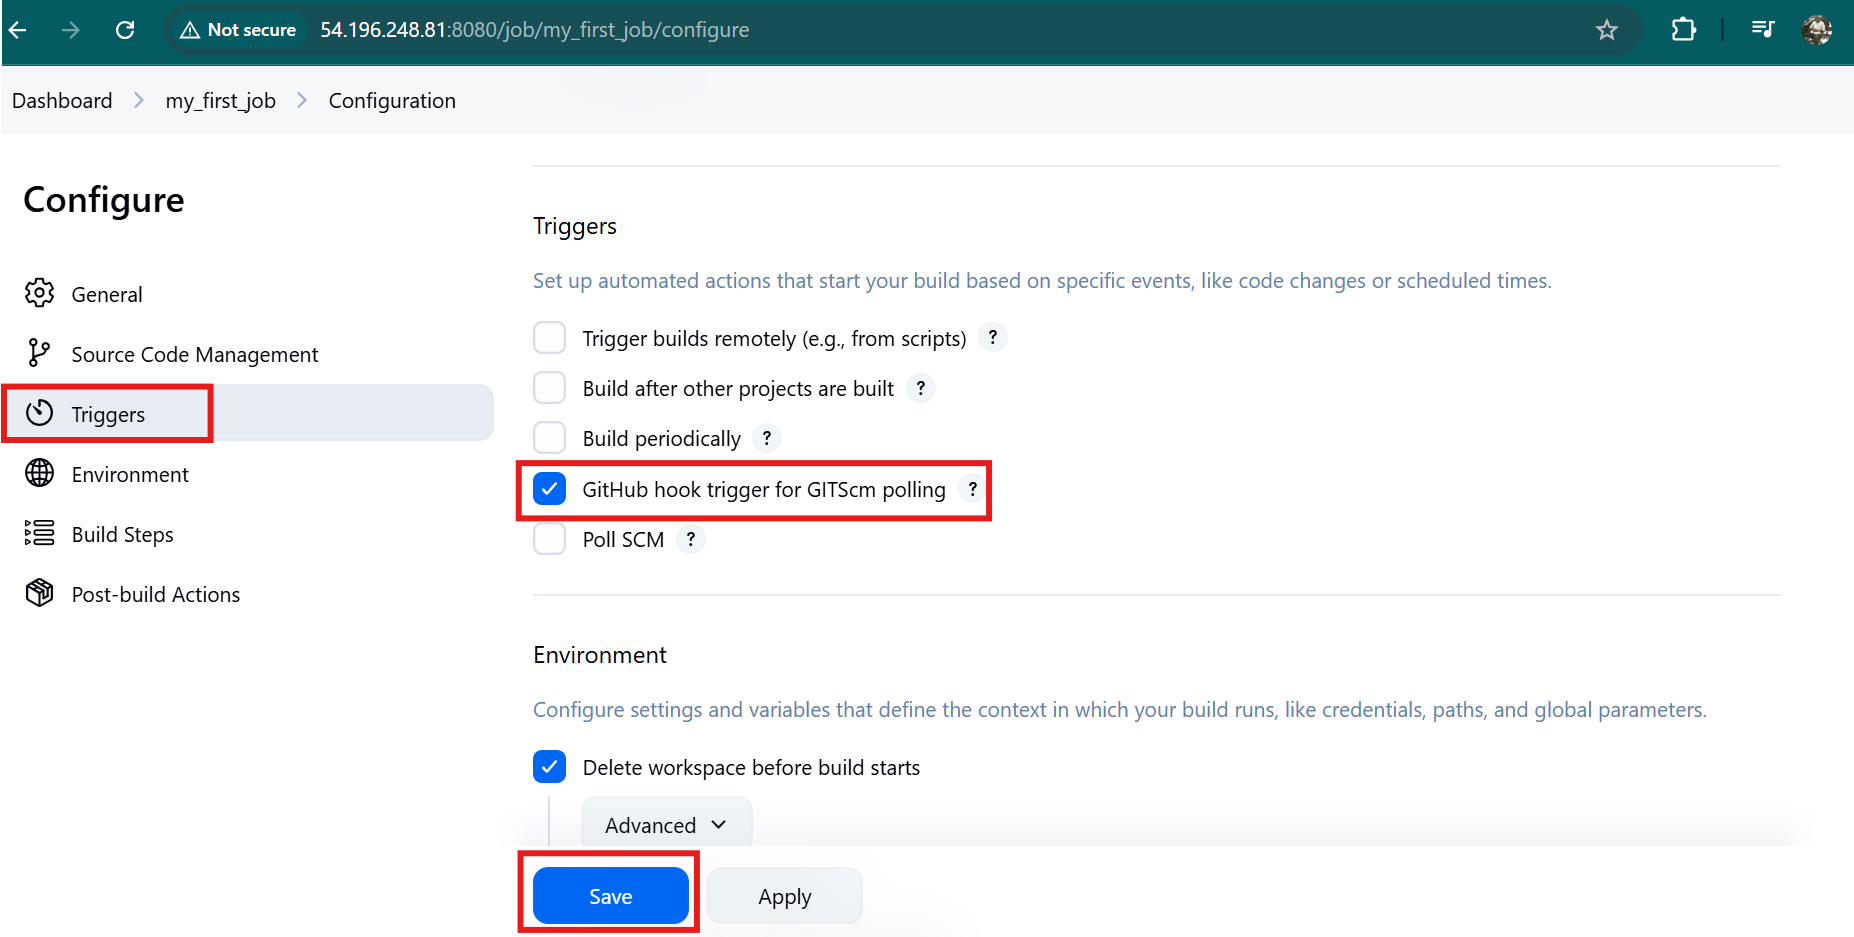 Not secure 54.196.248.81:8080/job/my_first_job/configure
Dashboard my_first_job Configuration
Configure
General
Source Code Management
Triggers
Environment
Build Steps
Post-build Actions
Triggers
Set up automated actions that start your build based on specific events, like code changes or scheduled times.
Trigger builds remotely (e.g., from scripts) ?
Build after other projects are built ?
Build periodically ?
GitHub hook trigger for GITScm polling ?
Poll SCM ?
Environment
Configure settings and variables that define the context in which your build runs, like credentials, paths, and global parameters.
Delete workspace before build starts
Advanced
Save Apply